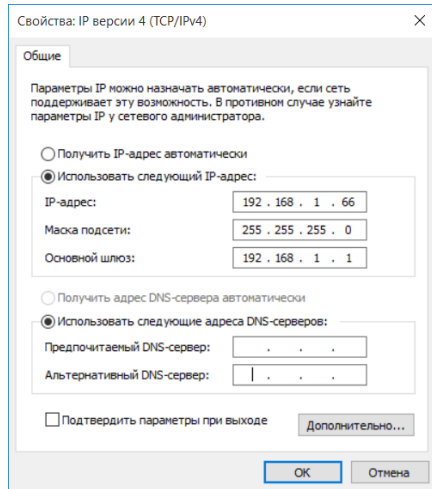 Свойства: IP версии 4 (TCP/IPv4)
Общие
Параметры IP можно назначать автоматически, если сеть
поддерживает эту возможность. В противном случае узнайте
параметры IP у сетевого администратора.
Получить IP-адрес автоматически
Использовать следующий IP-адрес:
IP-адрес: 192 . 168 . 1 . 66
Маска подсети: 255 . 255 . 255 . 0
Основной шлюз: 192 . 168 . 1 . 1
Получить адрес DNS-сервера автоматически
Использовать следующие адреса DNS-серверов:
Предпочитаемый DNS-сервер: . . .
Альтернативный DNS-сервер: . . .
Подтвердить параметры при выходе
Дополнительно...
ОК Отмена